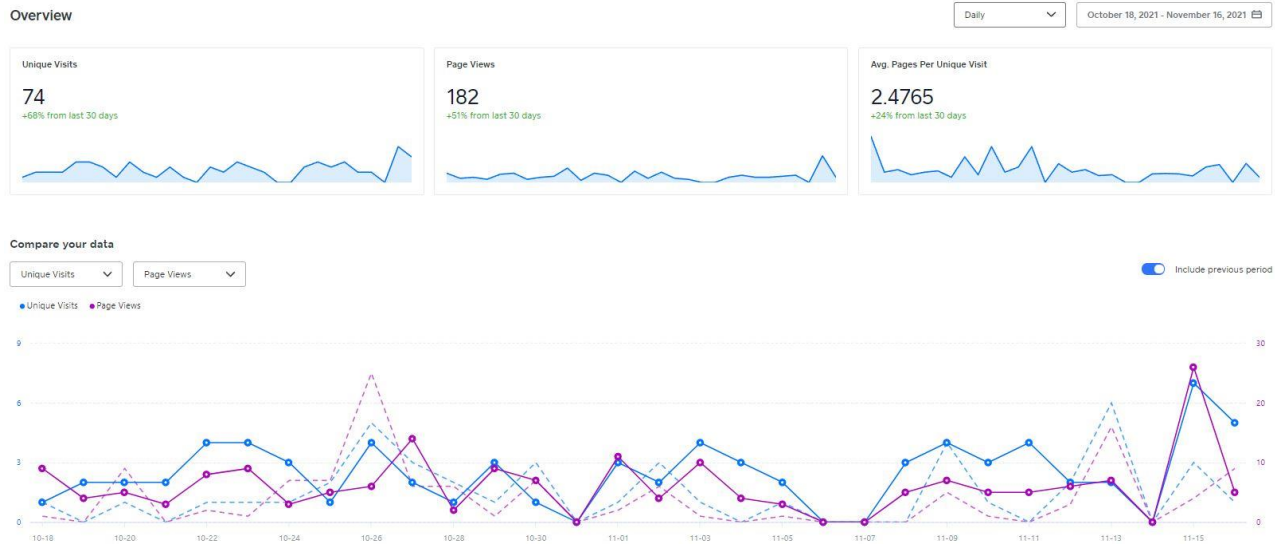 Overview
Daily
October 18, 2021 - November 16, 2021
Unique Visits
74
+68% from last 30 days
Page Views
182
+51% from last 30 days
Avg. Pages Per Unique Visit
2.4765
+24% from last 30 days
Compare your data
Unique Visits
Page Views
Include previous period
Unique Visits
Page Views
9
30
6
20
3
10
0
0
10-18 10-20 10-22 10-24 10-26 10-28 10-30 11-01 11-03 11-05 11-07 11-09 11-11 11-13 11-15